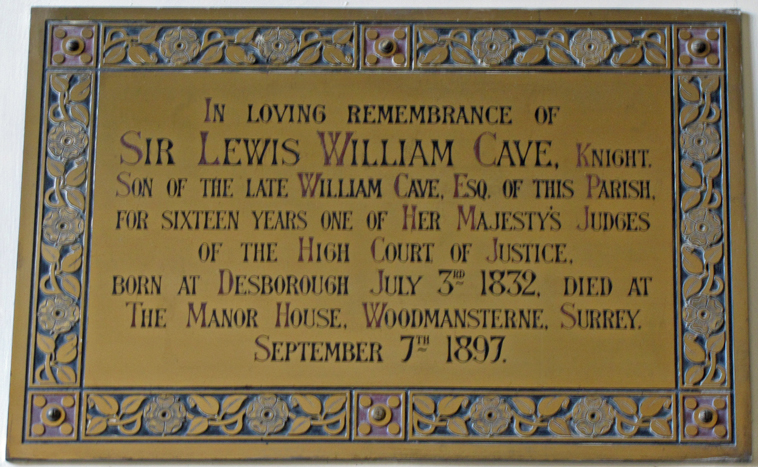 IN LOVING REMEMBRANCE OF
SIR LEWIS WILLIAM CAVE, KNIGHT.
SON OF THE LATE WILLIAM CAVE, ESQ. OF THIS PARISH,
FOR SIXTEEN YEARS ONE OF HER MAJESTY'S JUDGES
OF THE HIGH COURT OF JUSTICE,
BORN AT DESBOROUGH JULY 3RD 1832, DIED AT
THE MANOR HOUSE, WOODMANSTERNE, SURREY.
SEPTEMBER 7TH 1897.